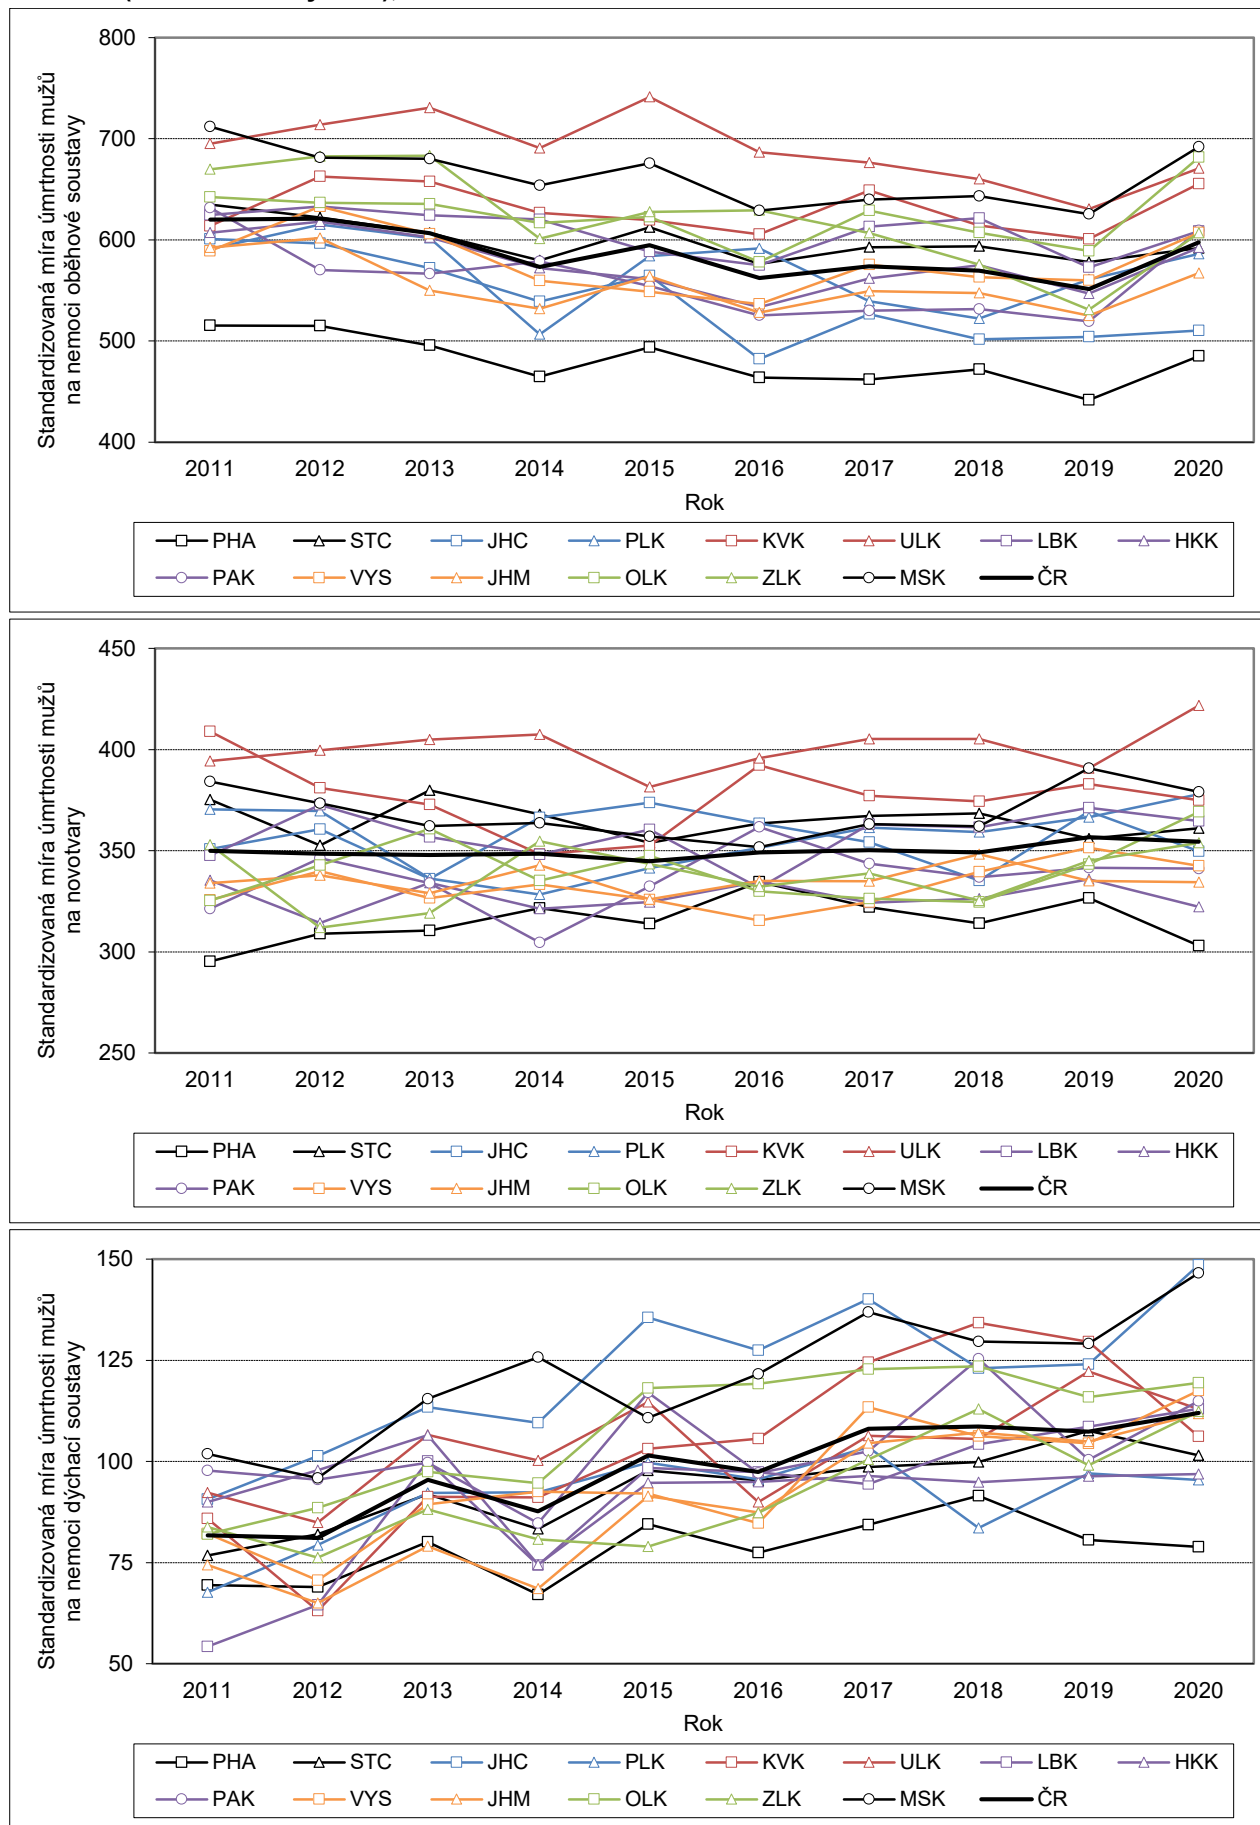 800
700
600
500
400
Standardizovaná míra úmrtnosti mužů
na nemoci oběhové soustavy
2011 2012 2013 2014 2015 2016 2017 2018 2019 2020
Rok
PHA STC JHC PLK KVK ULK LBK HKK
PAK VYS JHM OLK ZLK MSK ČR
450
400
350
300
250
Standardizovaná míra úmrtnosti mužů
na novotvary
2011 2012 2013 2014 2015 2016 2017 2018 2019 2020
Rok
PHA STC JHC PLK KVK ULK LBK HKK
PAK VYS JHM OLK ZLK MSK ČR
150
125
100
75
50
Standardizovaná míra úmrtnosti mužů
na nemoci dýchací soustavy
2011 2012 2013 2014 2015 2016 2017 2018 2019 2020
Rok
PHA STC JHC PLK KVK ULK LBK HKK
PAK VYS JHM OLK ZLK MSK ČR